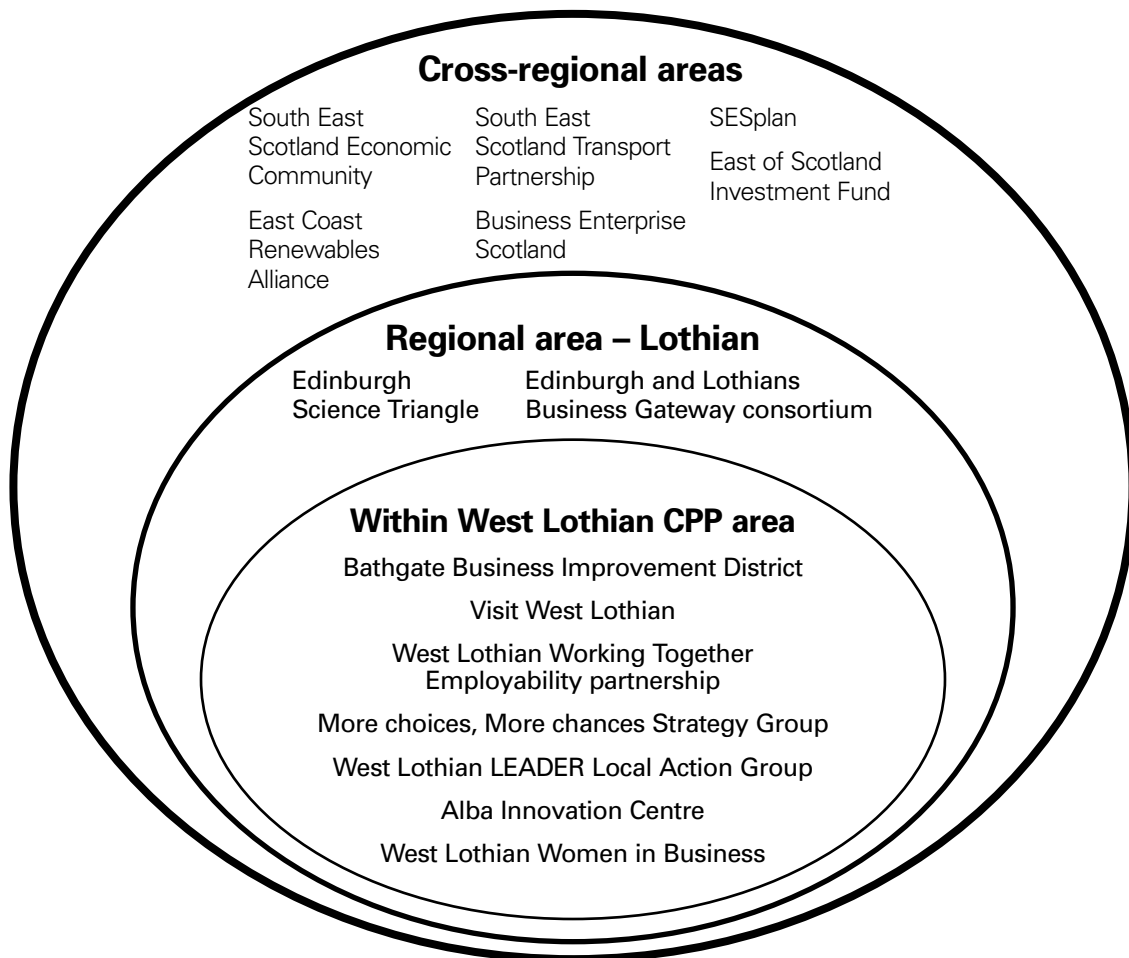 Cross-regional areas
South East
Scotland Economic
Community
East Coast
Renewables
Alliance
South East
Scotland Transport
Partnership
Business Enterprise
Scotland
SESplan
East of Scotland
Investment Fund
Regional area – Lothian
Edinburgh
Science Triangle
Edinburgh and Lothians
Business Gateway consortium
Within West Lothian CPP area
Bathgate Business Improvement District
Visit West Lothian
West Lothian Working Together
Employability partnership
More choices, More chances Strategy Group
West Lothian LEADER Local Action Group
Alba Innovation Centre
West Lothian Women in Business